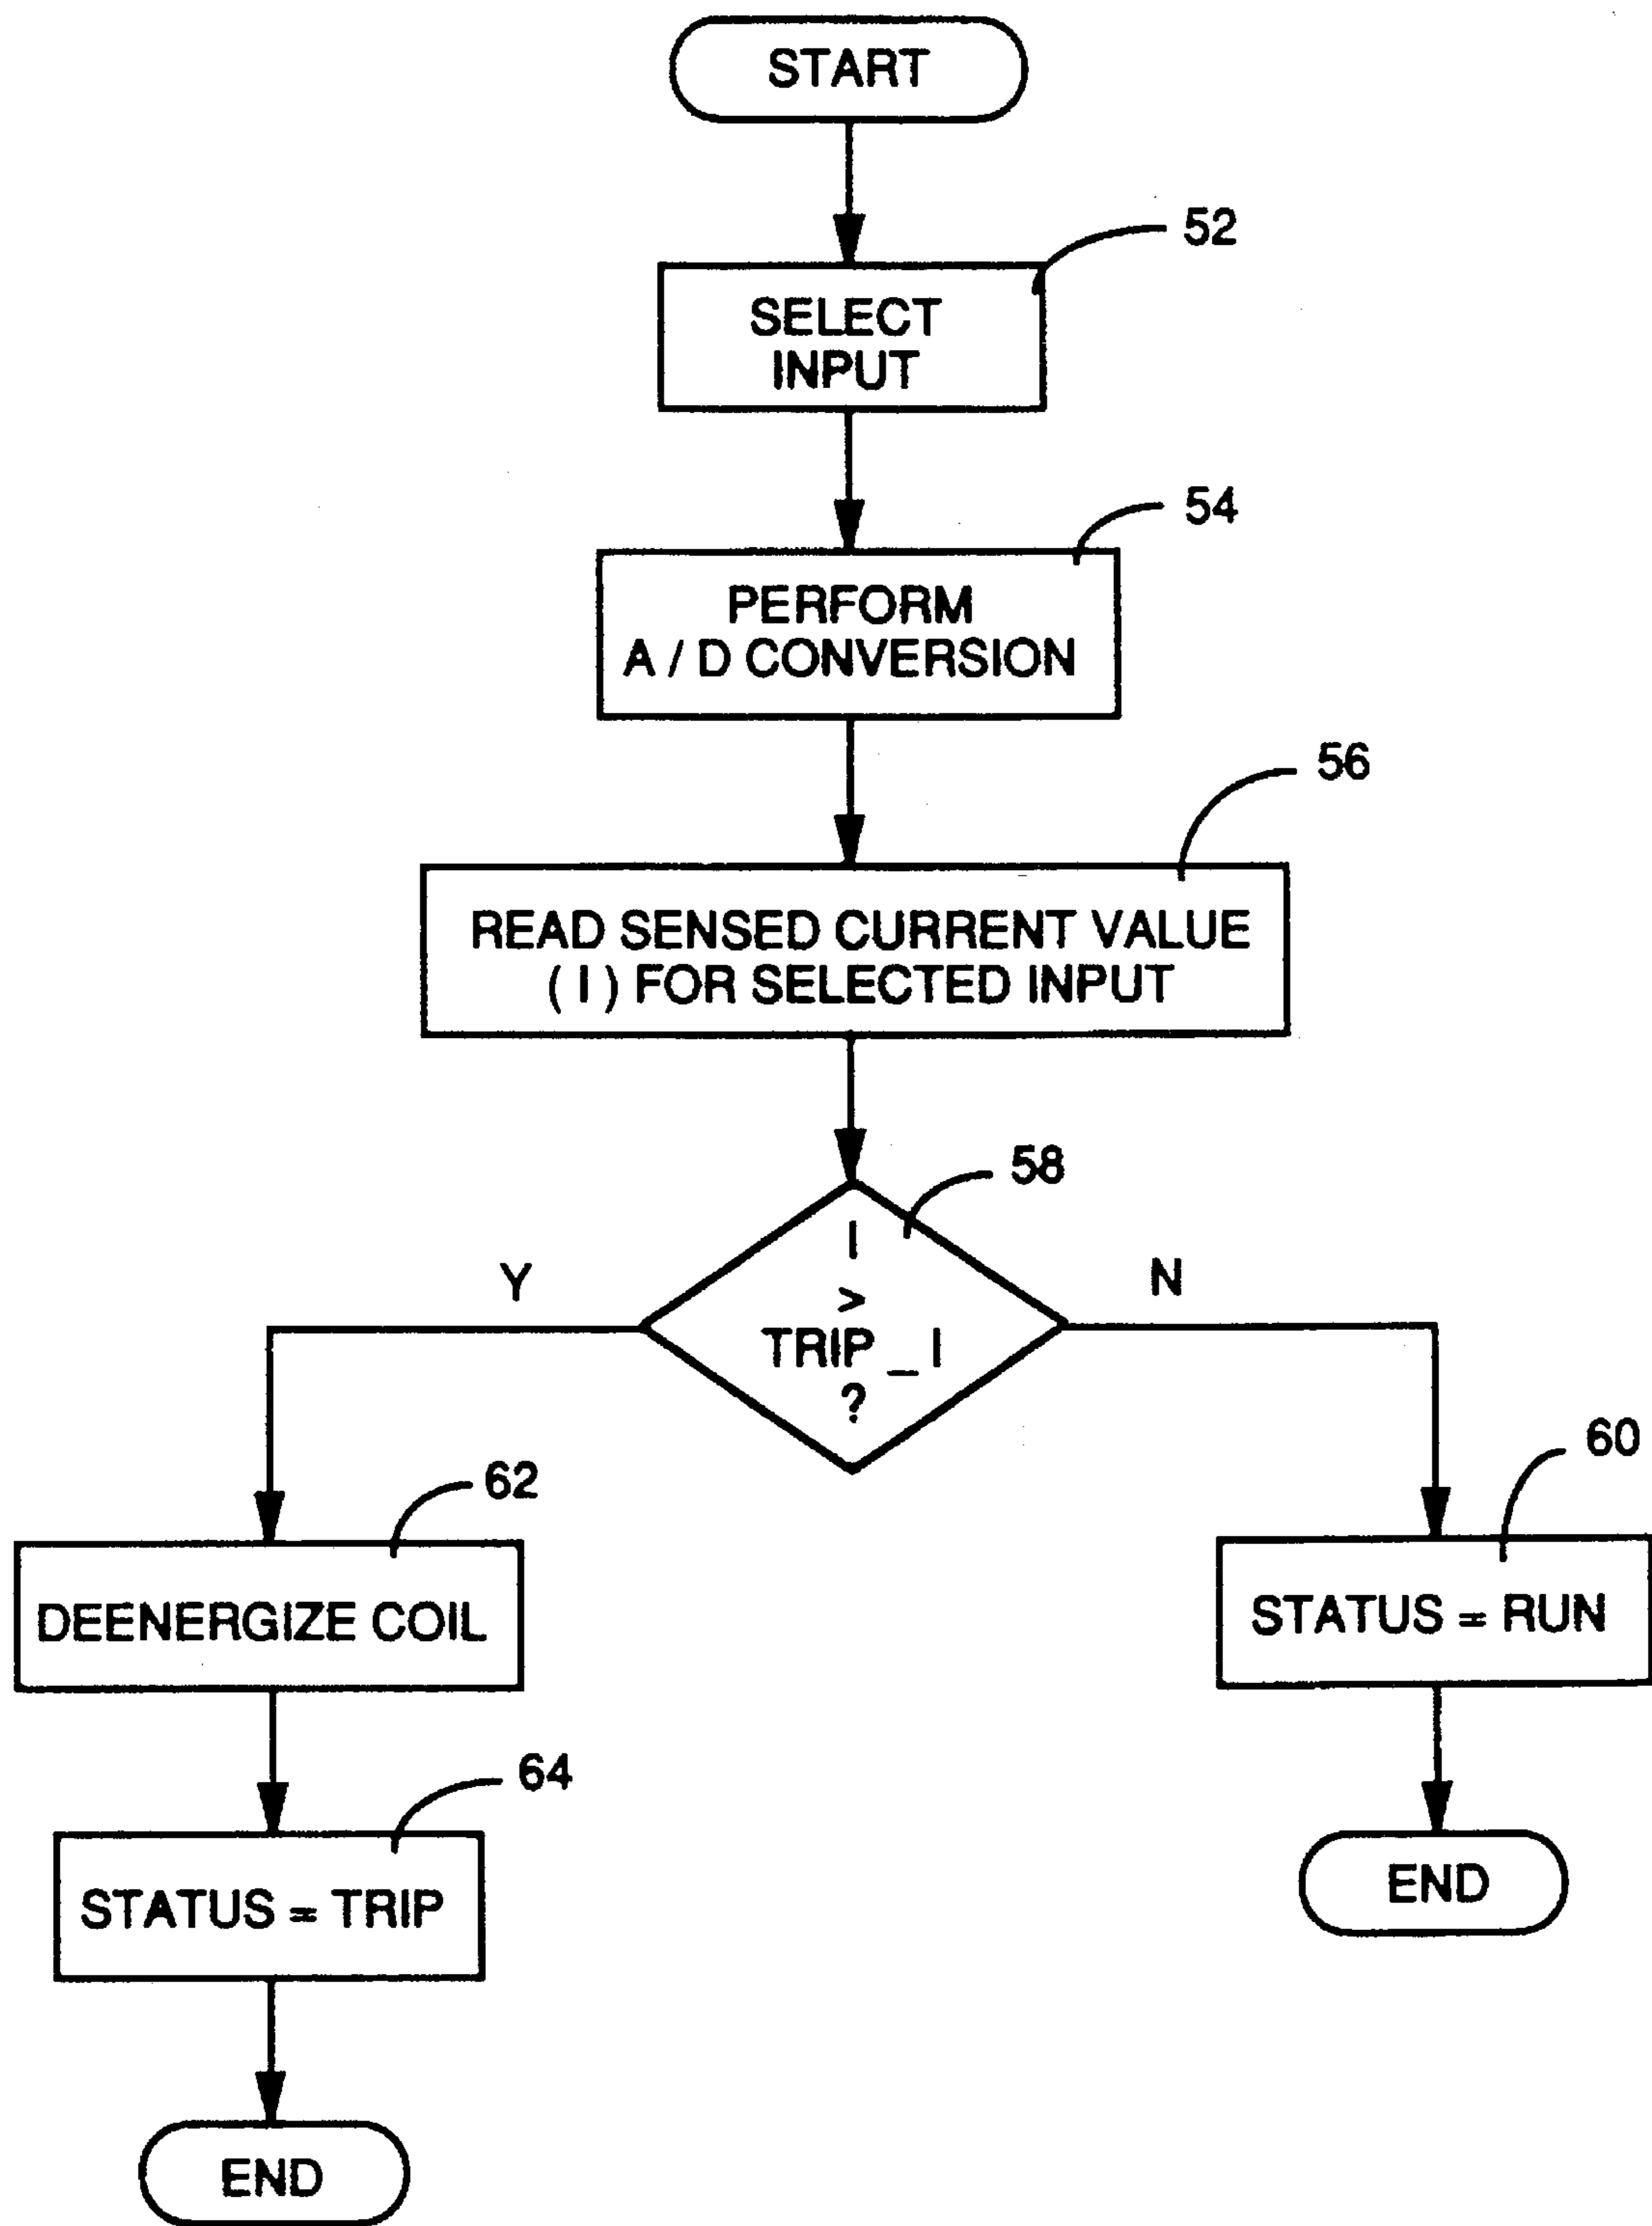 START
52
SELECT
INPUT
54
PERFORM
A / D CONVERSION
56
READ SENSED CURRENT VALUE
( I ) FOR SELECTED INPUT
58
I
>
TRIP _ I
?
Y
N
62
DEENERGIZE COIL
60
STATUS = RUN
64
STATUS = TRIP
END
END